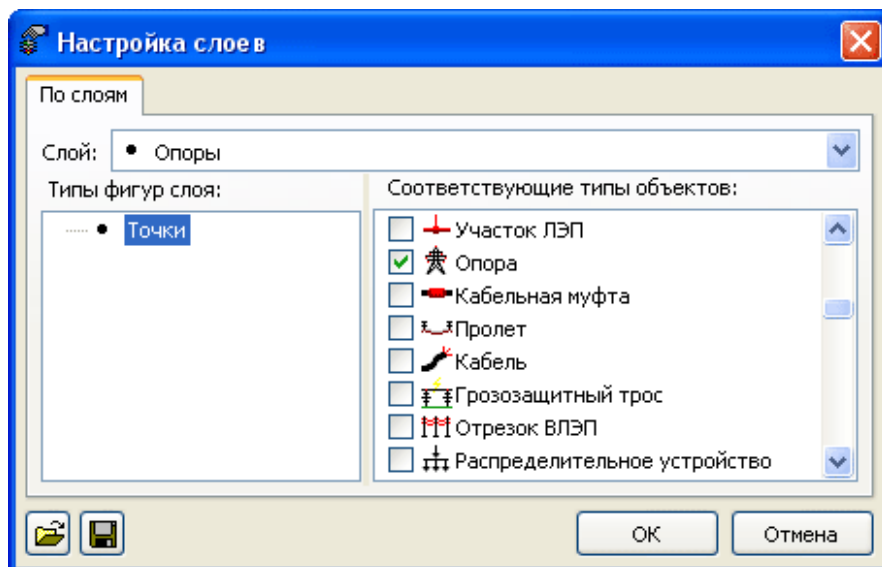 Настройка слоев
По слоям
Слой: Опоры
Типы фигур слоя:
Соответствующие типы объектов:
Точки
Участок ЛЭП
Опора
Кабельная муфта
Пролет
Кабель
Грозозащитный трос
Отрезок ВЛЭП
Распределительное устройство
ОК
Отмена